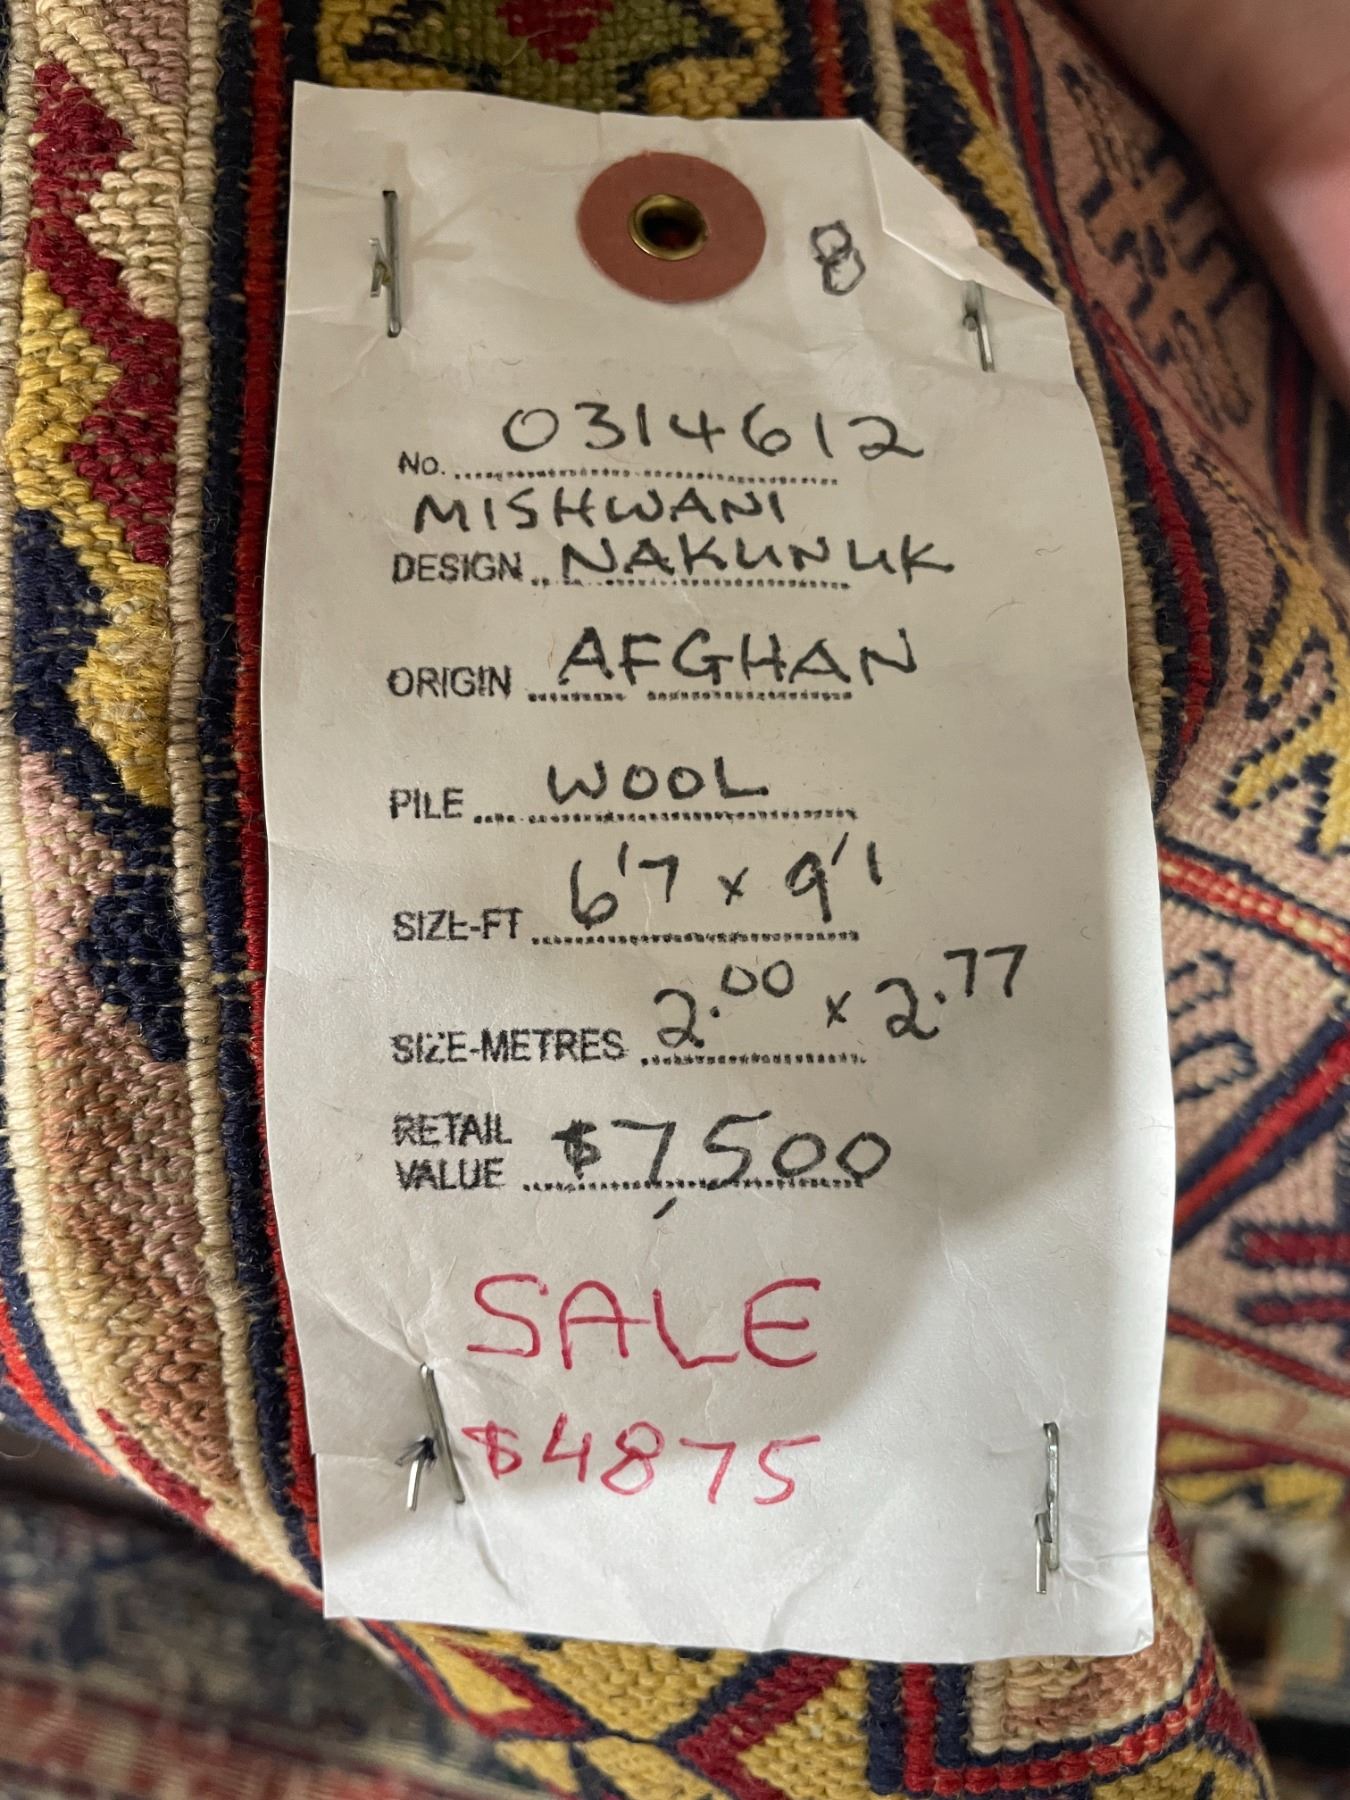 8
No. 0314612
MISHWANI
DESIGN NAKUNUK
ORIGIN AFGHAN
PILE WOOL
SIZE-FT 6'7 x 9'1
SIZE-METRES 2.00 x 2.77
RETAIL
VALUE $7,500
SALE
$4875